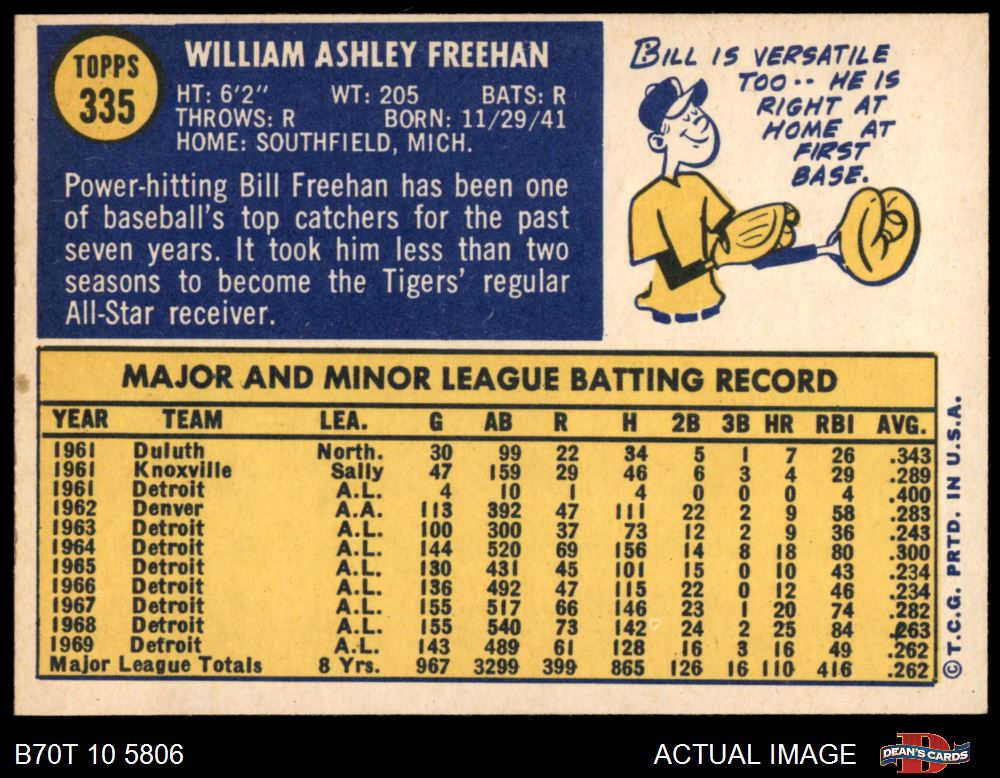 TOPPS
335
WILLIAM ASHLEY FREEHAN
HT: 6'2" WT: 205 BATS: R
THROWS: R BORN: 11/29/41
HOME: SOUTHFIELD, MICH.
Power-hitting Bill Freehan has been one
of baseball's top catchers for the past
seven years. It took him less than two
seasons to become the Tigers' regular
All-Star receiver.
BILL IS VERSATILE
TOO-- HE IS
RIGHT AT
HOME AT
FIRST
BASE.
MAJOR AND MINOR LEAGUE BATTING RECORD
YEAR TEAM LEA. G AB R H 2B 3B HR RBI AVG.
1961 Duluth North. 30 99 22 34 5 1 7 26 .343
1961 Knoxville Sally 47 159 29 46 6 3 4 29 .289
1961 Detroit A.L. 4 10 1 4 0 0 0 4 .400
1962 Denver A.A. 113 392 47 111 22 2 9 58 .283
1963 Detroit A.L. 100 300 37 73 12 2 9 36 .243
1964 Detroit A.L. 144 520 69 156 14 8 18 80 .300
1965 Detroit A.L. 130 431 45 101 15 0 10 43 .234
1966 Detroit A.L. 136 492 47 115 22 0 12 46 .234
1967 Detroit A.L. 155 517 66 146 23 1 20 74 .282
1968 Detroit A.L. 155 540 73 142 24 2 25 84 .263
1969 Detroit A.L. 143 489 61 128 16 3 16 49 .262
Major League Totals 8 Yrs. 967 3299 399 865 126 16 110 416 .262
© T.C.G. PRTD. IN U.S.A.
B70T 10 5806
ACTUAL IMAGE
DEAN'S CARDS